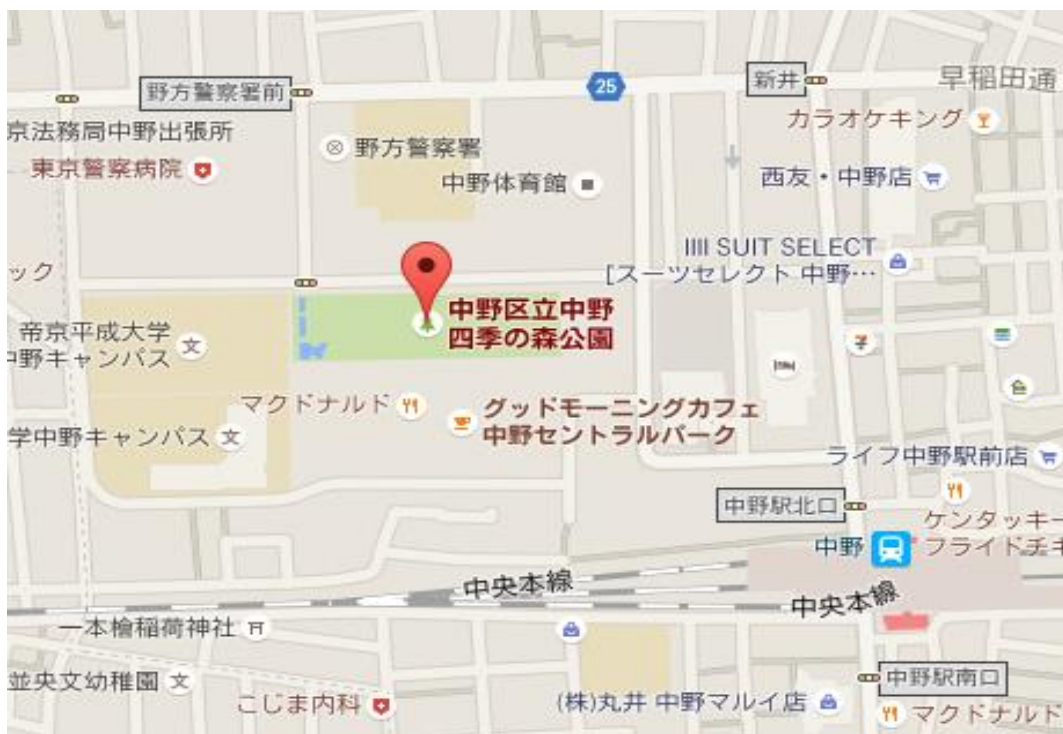 野方警察署前
25
新井
早稲田通
カラオケキング
京法務局中野出張所
野方警察署
東京警察病院
中野体育館
西友・中野店
IIII SUIT SELECT
[スーツセレクト 中野…
ック
中野区立中野
四季の森公園
帝京平成大学
中野キャンパス
マクドナルド
グッドモーニングカフェ
中野セントラルパーク
学中野キャンパス
ライフ中野駅前店
中野駅北口
ケンタッキー
フライドチキ
中野
中央本線
中央本線
一本檜稲荷神社
並央文幼稚園
こじま内科
(株)丸井 中野マルイ店
中野駅南口
マクドナルド